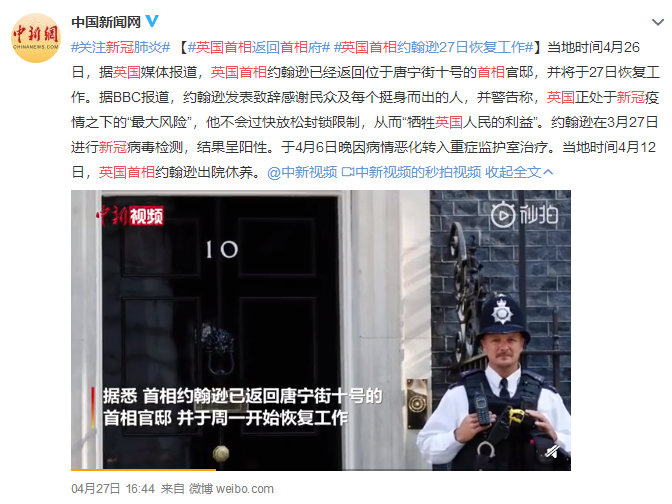 中国新闻网
#关注新冠肺炎# 【#英国首相返回首相府# #英国首相约翰逊27日恢复工作#】当地时间4月26
日，据英国媒体报道，英国首相约翰逊已经返回位于唐宁街十号的首相官邸，并将于27日恢复工
作。据BBC报道，约翰逊发表致辞感谢民众及每个挺身而出的人，并警告称，英国正处于新冠疫
情之下的“最大风险”，他不会过快放松封锁限制，从而“牺牲英国人民的利益”。约翰逊在3月27日
进行新冠病毒检测，结果呈阳性。于4月6日晚因病情恶化转入重症监护室治疗。当地时间4月12
日，英国首相约翰逊出院休养。@中新视频 中新视频的秒拍视频 收起全文
中新網
CHINANEWS.COM
中新视频
秒拍
10
据悉 首相约翰逊已返回唐宁街十号的
首相官邸 并于周一开始恢复工作
04月27日 16:44 来自 微博 weibo.com